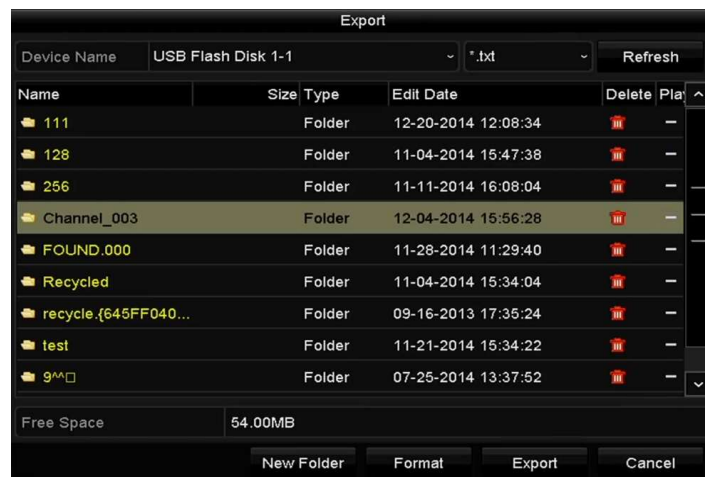 Export
Device Name USB Flash Disk 1-1 *.txt Refresh
Name Size Type Edit Date Delete Play
111 Folder 12-20-2014 12:08:34 –
128 Folder 11-04-2014 15:47:38 –
256 Folder 11-11-2014 16:08:04 –
Channel_003 Folder 12-04-2014 15:56:28 –
FOUND.000 Folder 11-28-2014 11:29:40 –
Recycled Folder 11-04-2014 15:34:04 –
recycle.{645FF040... Folder 09-16-2013 17:35:24 –
test Folder 11-21-2014 15:34:22 –
9^^□ Folder 07-25-2014 13:37:52 –
Free Space 54.00MB
New Folder Format Export Cancel